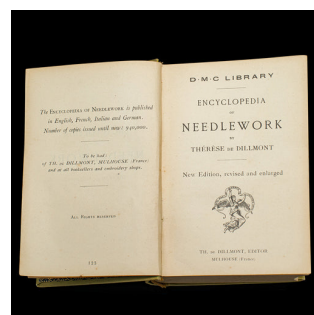 The Encyclopedia of Needlework is published
in English, French, Italian and German.
Number of copies issued until now: 940,000.
To be had:
of TH. de DILLMONT, MULHOUSE (France)
and at all booksellers and embroidery shops.
All Rights reserved.
D·M·C LIBRARY
ENCYCLOPEDIA
OF
NEEDLEWORK
BY
THÉRÈSE DE DILLMONT
New Edition, revised and enlarged
TH. DE DILLMONT, EDITOR
MULHOUSE (France)